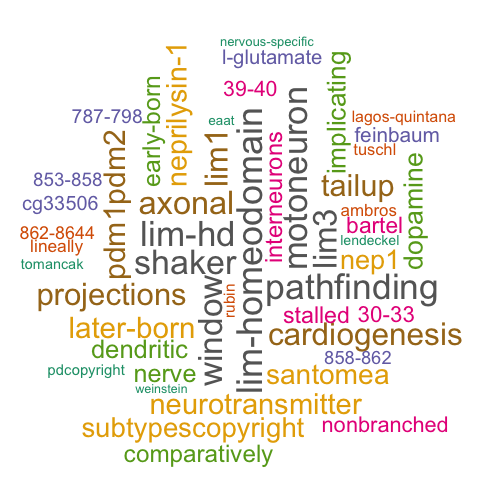 nervous-specific
l-glutamate
neprilysin-1
implicating
39-40
early-born
787-798
eaat
lagos-quintana
feinbaum
tuschl
lim1
interneurons
motoneuron
lim-homeodomain
pdm1pdm2
dopamine
853-858
tailup
cg33506
axonal
ambros
bartel
862-8644
lim-hd
lim3
lineally
lendeckel
tomancak
shaker
nep1
window
rubin
pathfinding
projections
stalled
30-33
later-born
cardiogenesis
dendritic
858-862
pdcopyright
nerve
santomea
weinstein
neurotransmitter
subtypescopyright
nonbranched
comparatively